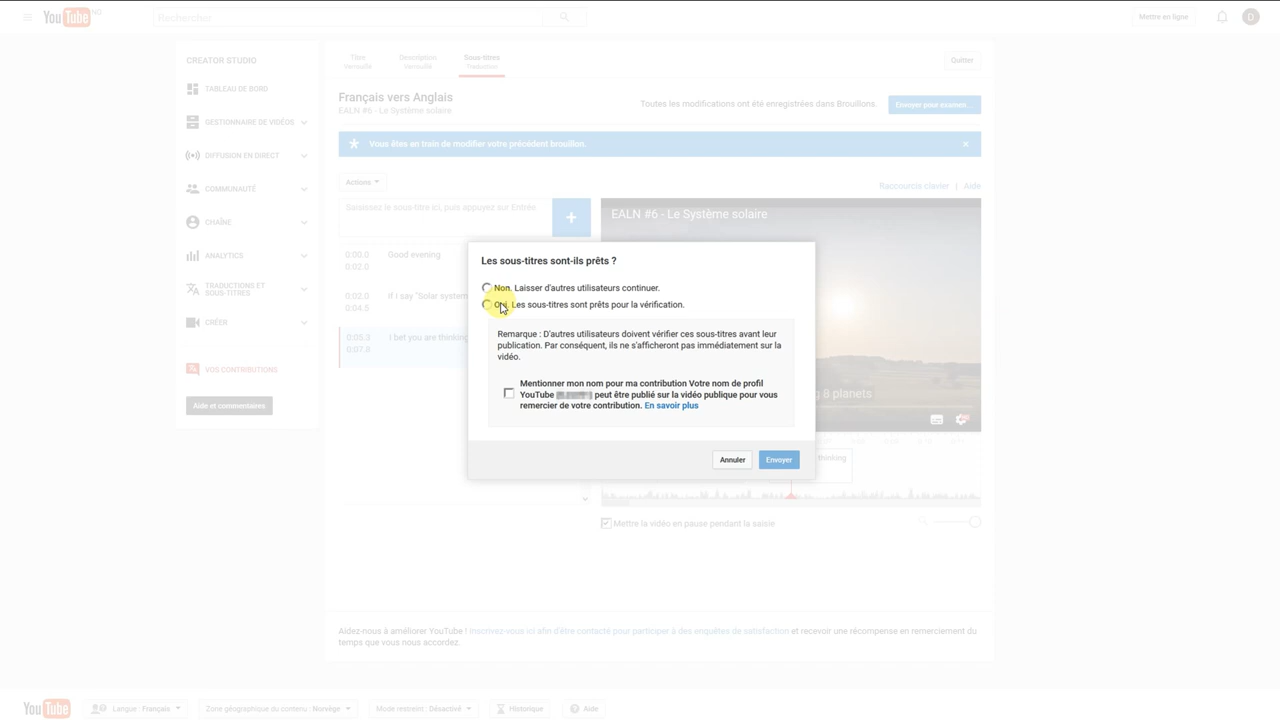 YouTube NO
Rechercher
Mettre en ligne
D
CREATOR STUDIO
TABLEAU DE BORD
GESTIONNAIRE DE VIDÉOS
DIFFUSION EN DIRECT
COMMUNAUTÉ
CHAÎNE
ANALYTICS
TRADUCTIONS ET
SOUS-TITRES
CRÉER
VOS CONTRIBUTIONS
Aide et commentaires
Titre
Verrouillé
Description
Verrouillé
Sous-titres
Traduction
Quitter
Français vers Anglais
EALN #6 - Le Système solaire
Toutes les modifications ont été enregistrées dans Brouillons.
Envoyer pour examen...
Vous êtes en train de modifier votre précédent brouillon.
Actions
Raccourcis clavier | Aide
Saisissez le sous-titre ici, puis appuyez sur Entrée
+
0:00.0
0:02.0
Good evening
0:02.0
0:04.5
If I say "Solar system
0:05.3
0:07.8
I bet you are thinking
EALN #6 - Le Système solaire
g 8 planets
thinking
Mettre la vidéo en pause pendant la saisie
Les sous-titres sont-ils prêts ?
Non. Laisser d'autres utilisateurs continuer.
Oui. Les sous-titres sont prêts pour la vérification.
Remarque : D'autres utilisateurs doivent vérifier ces sous-titres avant leur
publication. Par conséquent, ils ne s'afficheront pas immédiatement sur la
vidéo.
Mentionner mon nom pour ma contribution Votre nom de profil
YouTube peut être publié sur la vidéo publique pour vous
remercier de votre contribution. En savoir plus
Annuler
Envoyer
Aidez-nous à améliorer YouTube ! Inscrivez-vous ici afin d'être contacté pour participer à des enquêtes de satisfaction et recevoir une récompense en remerciement du
temps que vous nous accordez.
YouTube
Langue : Français
Zone géographique du contenu : Norvège
Mode restreint : Désactivé
Historique
Aide